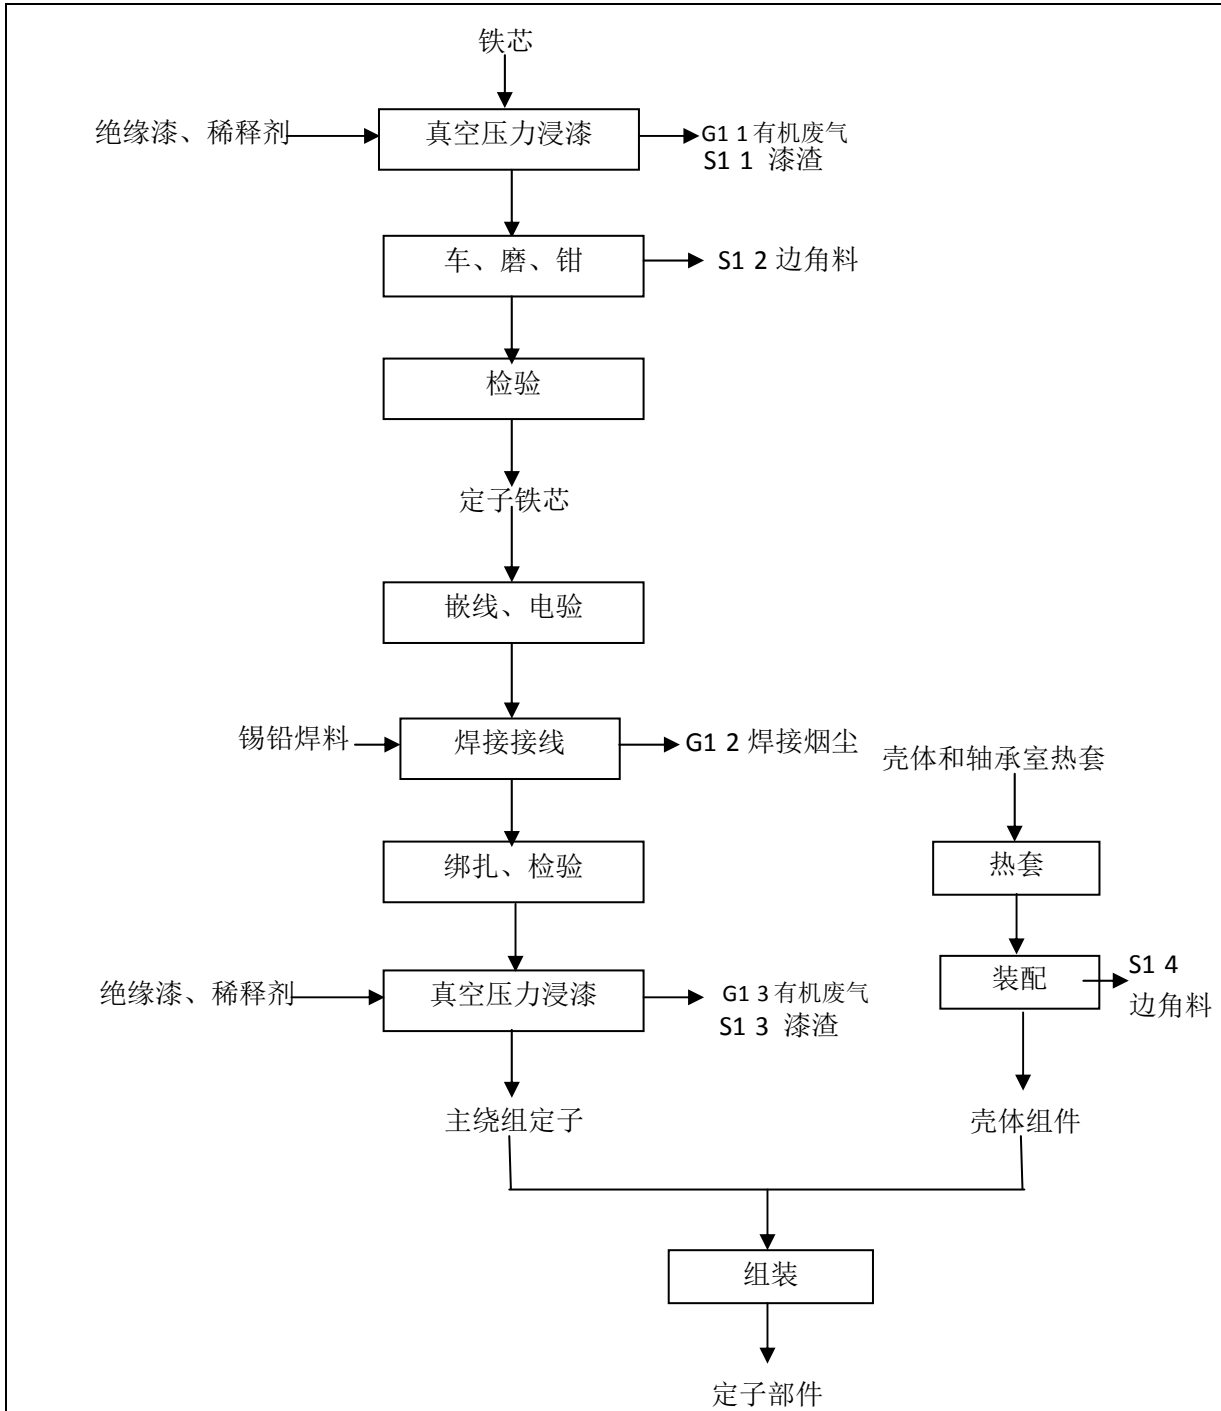 铁芯
绝缘漆、稀释剂
真空压力浸漆
G1 1 有机废气
S1 1 漆渣
车、磨、钳
S1 2 边角料
检验
定子铁芯
嵌线、电验
锡铅焊料
焊接接线
G1 2 焊接烟尘
壳体和轴承室热套
绑扎、检验
热套
绝缘漆、稀释剂
真空压力浸漆
G1 3 有机废气
S1 3 漆渣
装配
S1 4
边角料
主绕组定子
壳体组件
组装
定子部件